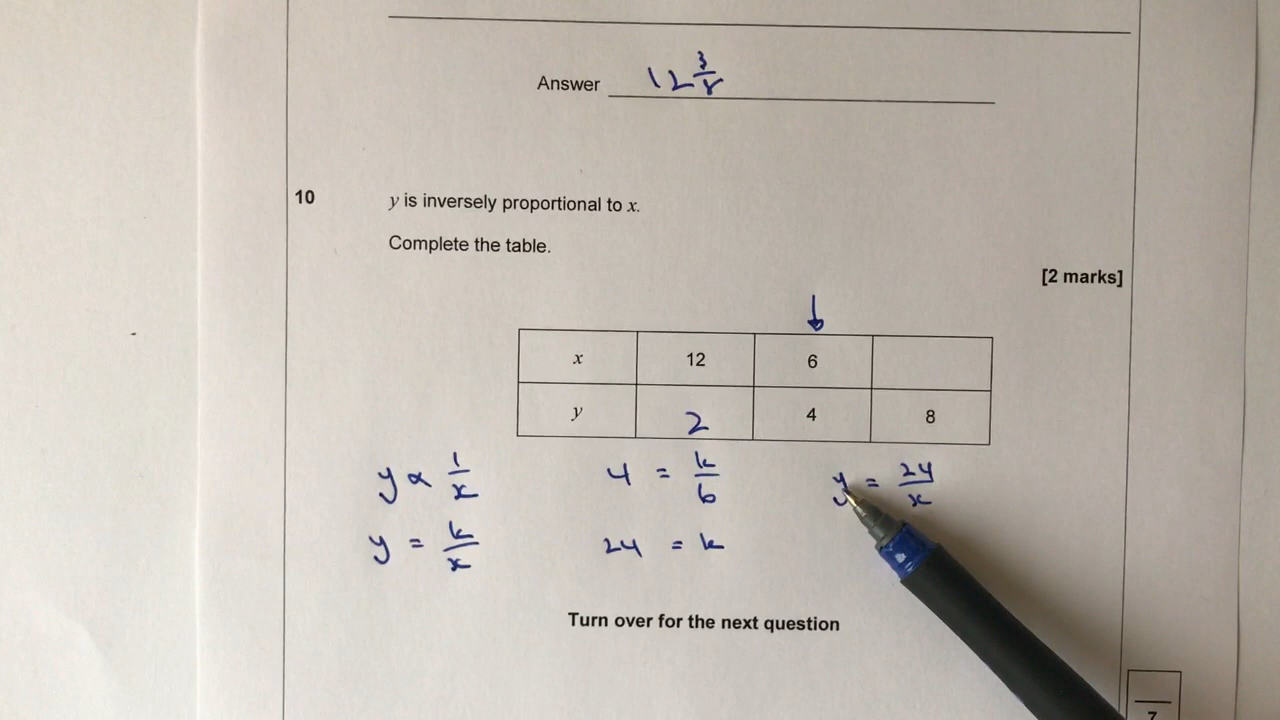 Answer 12 3/8
10 y is inversely proportional to x.
Complete the table.
[2 marks]
x 12 6
y 2 4 8
y ∝ 1/x 4 = k/6 y = 24/x
y = k/x 24 = k
Turn over for the next question
7